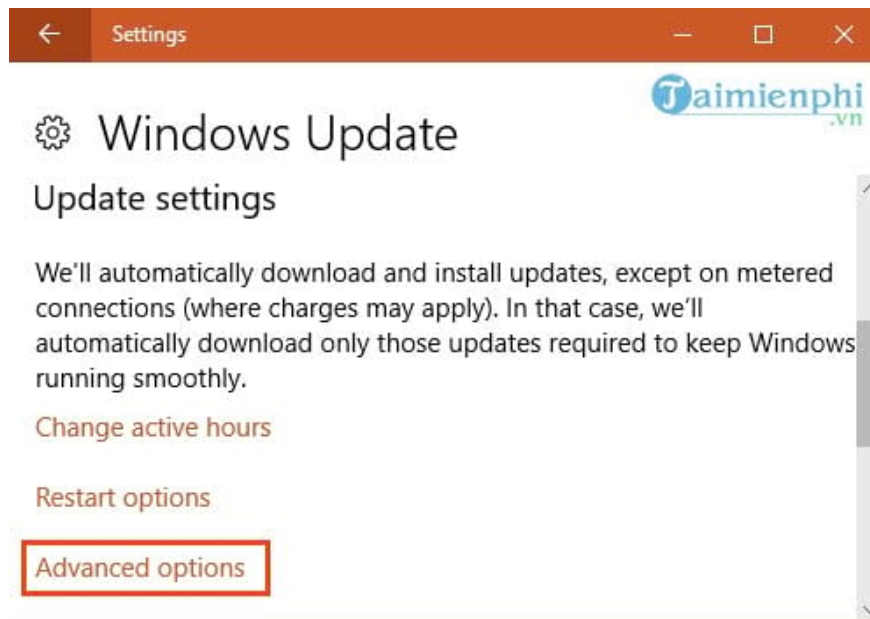 Settings
Taimienphi
.vn
Windows Update
Update settings
We'll automatically download and install updates, except on metered
connections (where charges may apply). In that case, we'll
automatically download only those updates required to keep Windows
running smoothly.
Change active hours
Restart options
Advanced options